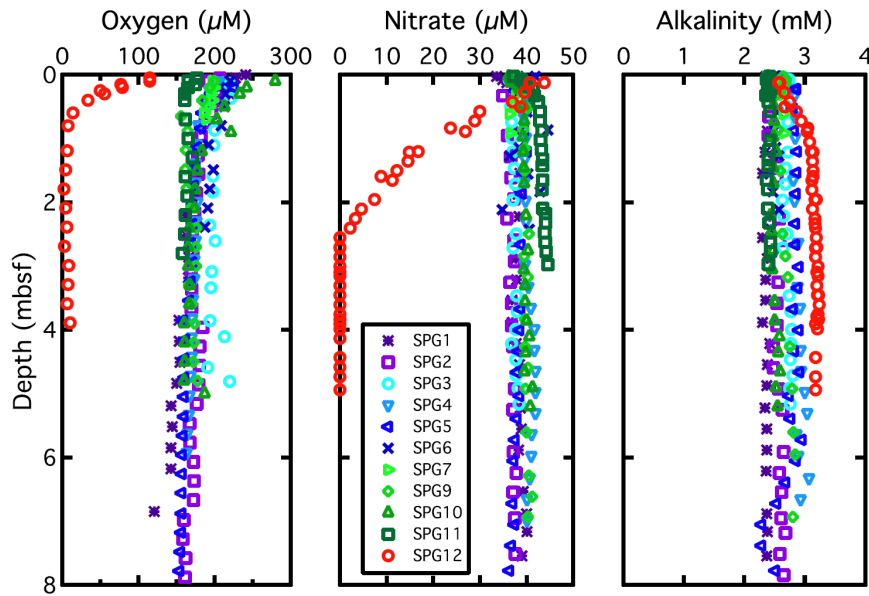 Oxygen (µM)
Nitrate (µM)
Alkalinity (mM)
0 100 200 300
0 10 20 30 40 50
0 1 2 3 4
Depth (mbsf)
0
2
4
6
8
SPG1
SPG2
SPG3
SPG4
SPG5
SPG6
SPG7
SPG9
SPG10
SPG11
SPG12